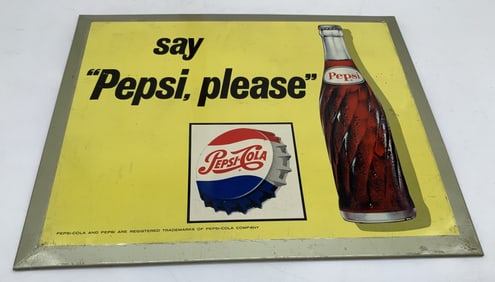 say
"Pepsi, please"
Pepsi
PEPSI-COLA
PEPSI-COLA AND PEPSI ARE REGISTERED TRADEMARKS OF PEPSI-COLA COMPANY